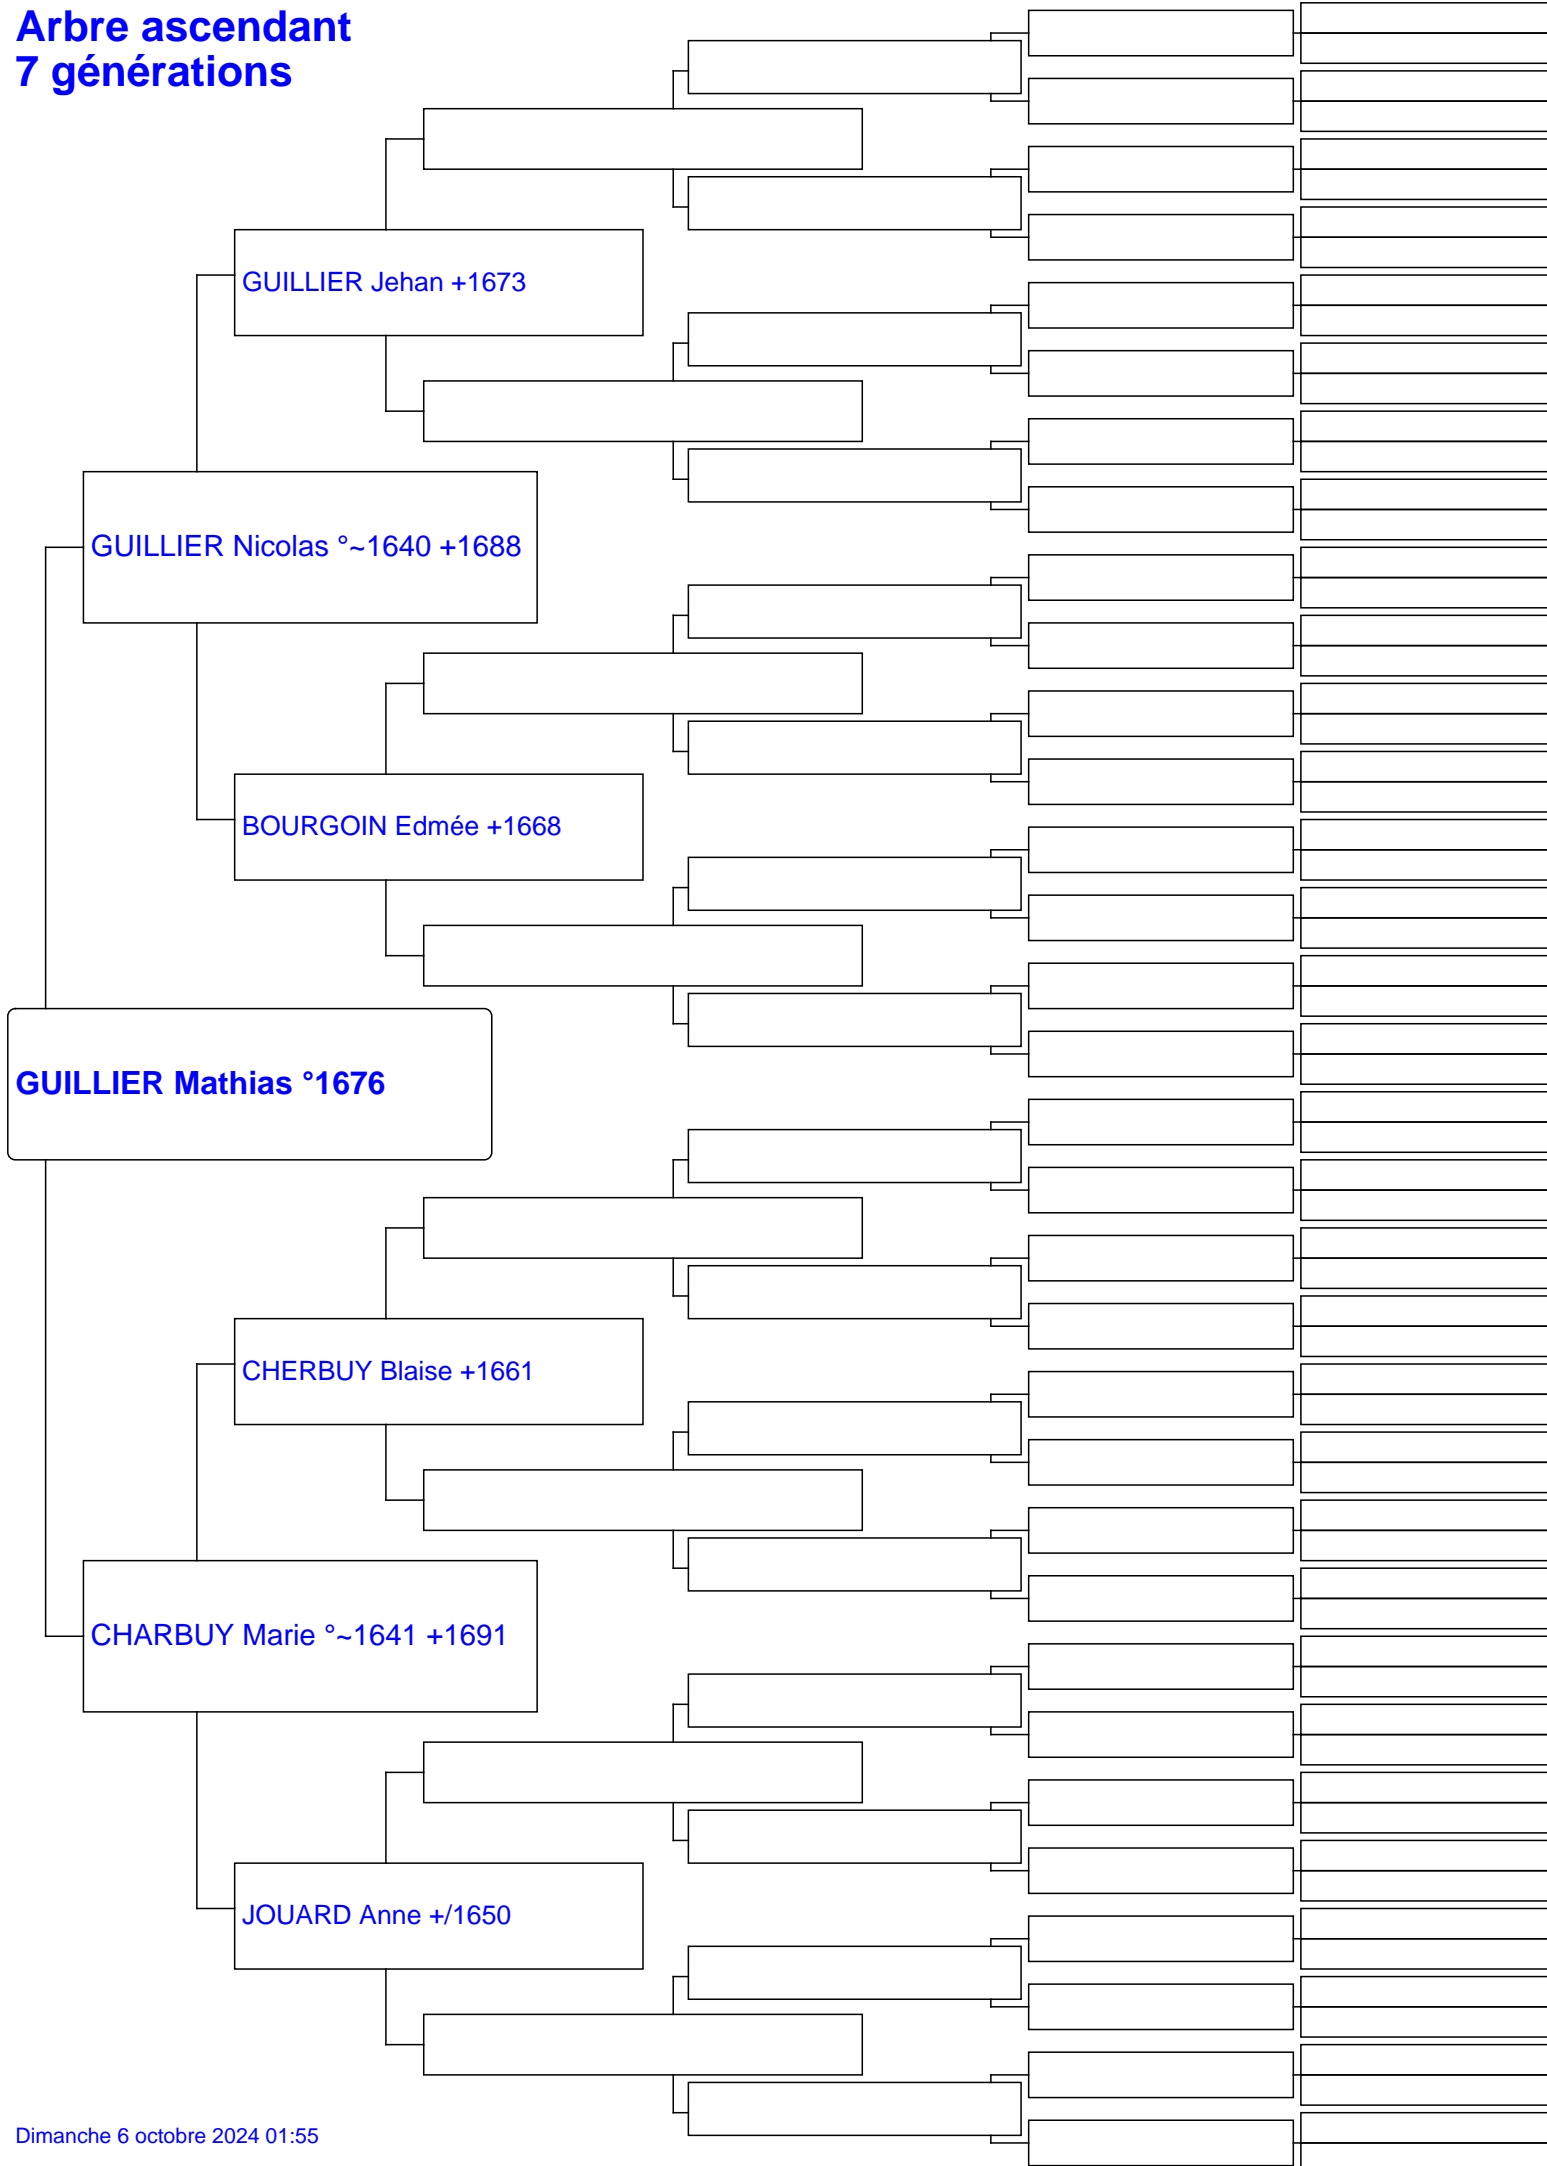 Arbre ascendant
7 générations
GUILLIER Jehan +1673
GUILLIER Nicolas °~1640 +1688
BOURGOIN Edmée +1668
GUILLIER Mathias °1676
CHERBUY Blaise +1661
CHARBUY Marie °~1641 +1691
JOUARD Anne +/1650
Dimanche 6 octobre 2024 01:55